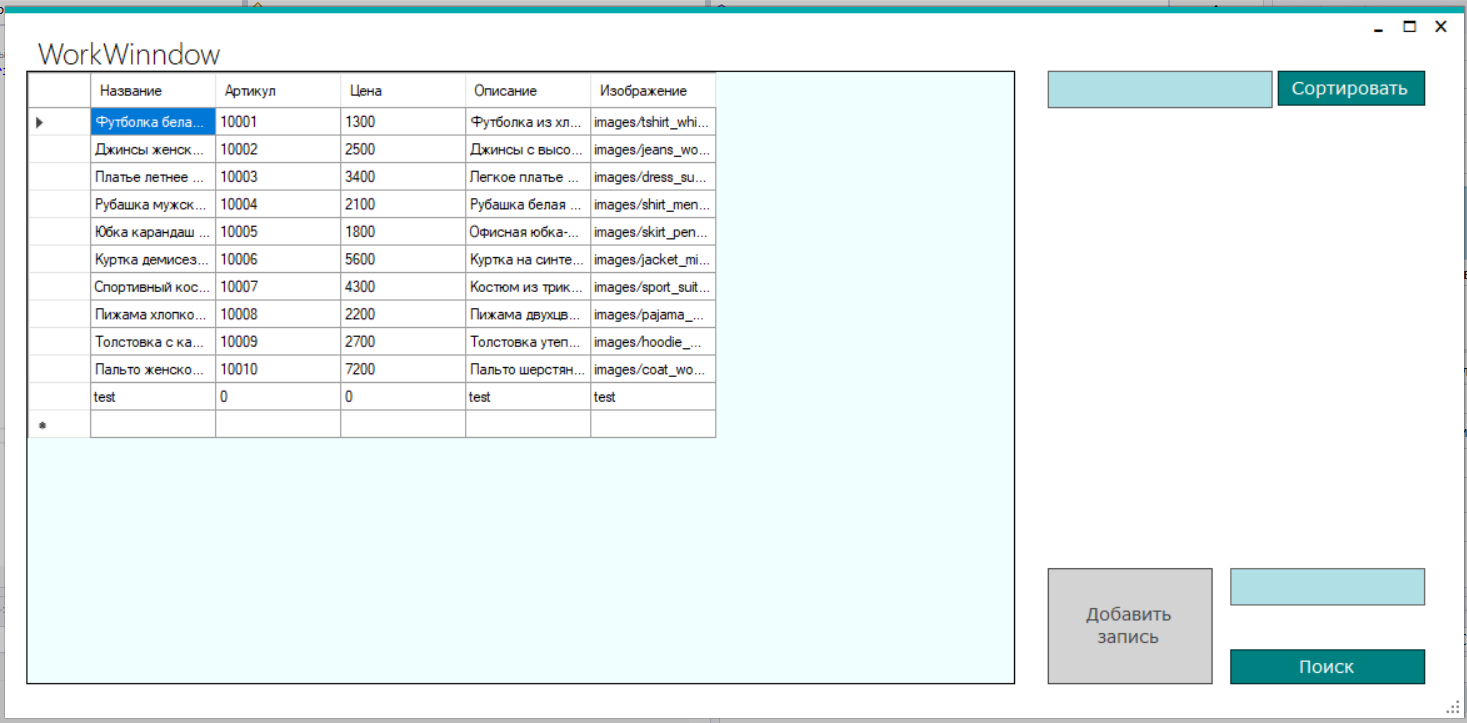 WorkWinndow
Название Артикул Цена Описание Изображение
Сортировать
Футболка бела... 10001 1300 Футболка из хл... images/tshirt_whi...
Джинсы женск... 10002 2500 Джинсы с высо... images/jeans_wo...
Платье летнее ... 10003 3400 Легкое платье ... images/dress_su...
Рубашка мужск... 10004 2100 Рубашка белая ... images/shirt_men...
Юбка карандаш ... 10005 1800 Офисная юбка-... images/skirt_pen...
Куртка демисез... 10006 5600 Куртка на синте... images/jacket_mi...
Спортивный кос... 10007 4300 Костюм из трик... images/sport_suit...
Пижама хлопко... 10008 2200 Пижама двухцв... images/pajama_...
Толстовка с ка... 10009 2700 Толстовка утеп... images/hoodie_...
Пальто женско... 10010 7200 Пальто шерстян... images/coat_wo...
test 0 0 test test
Добавить
запись
Поиск